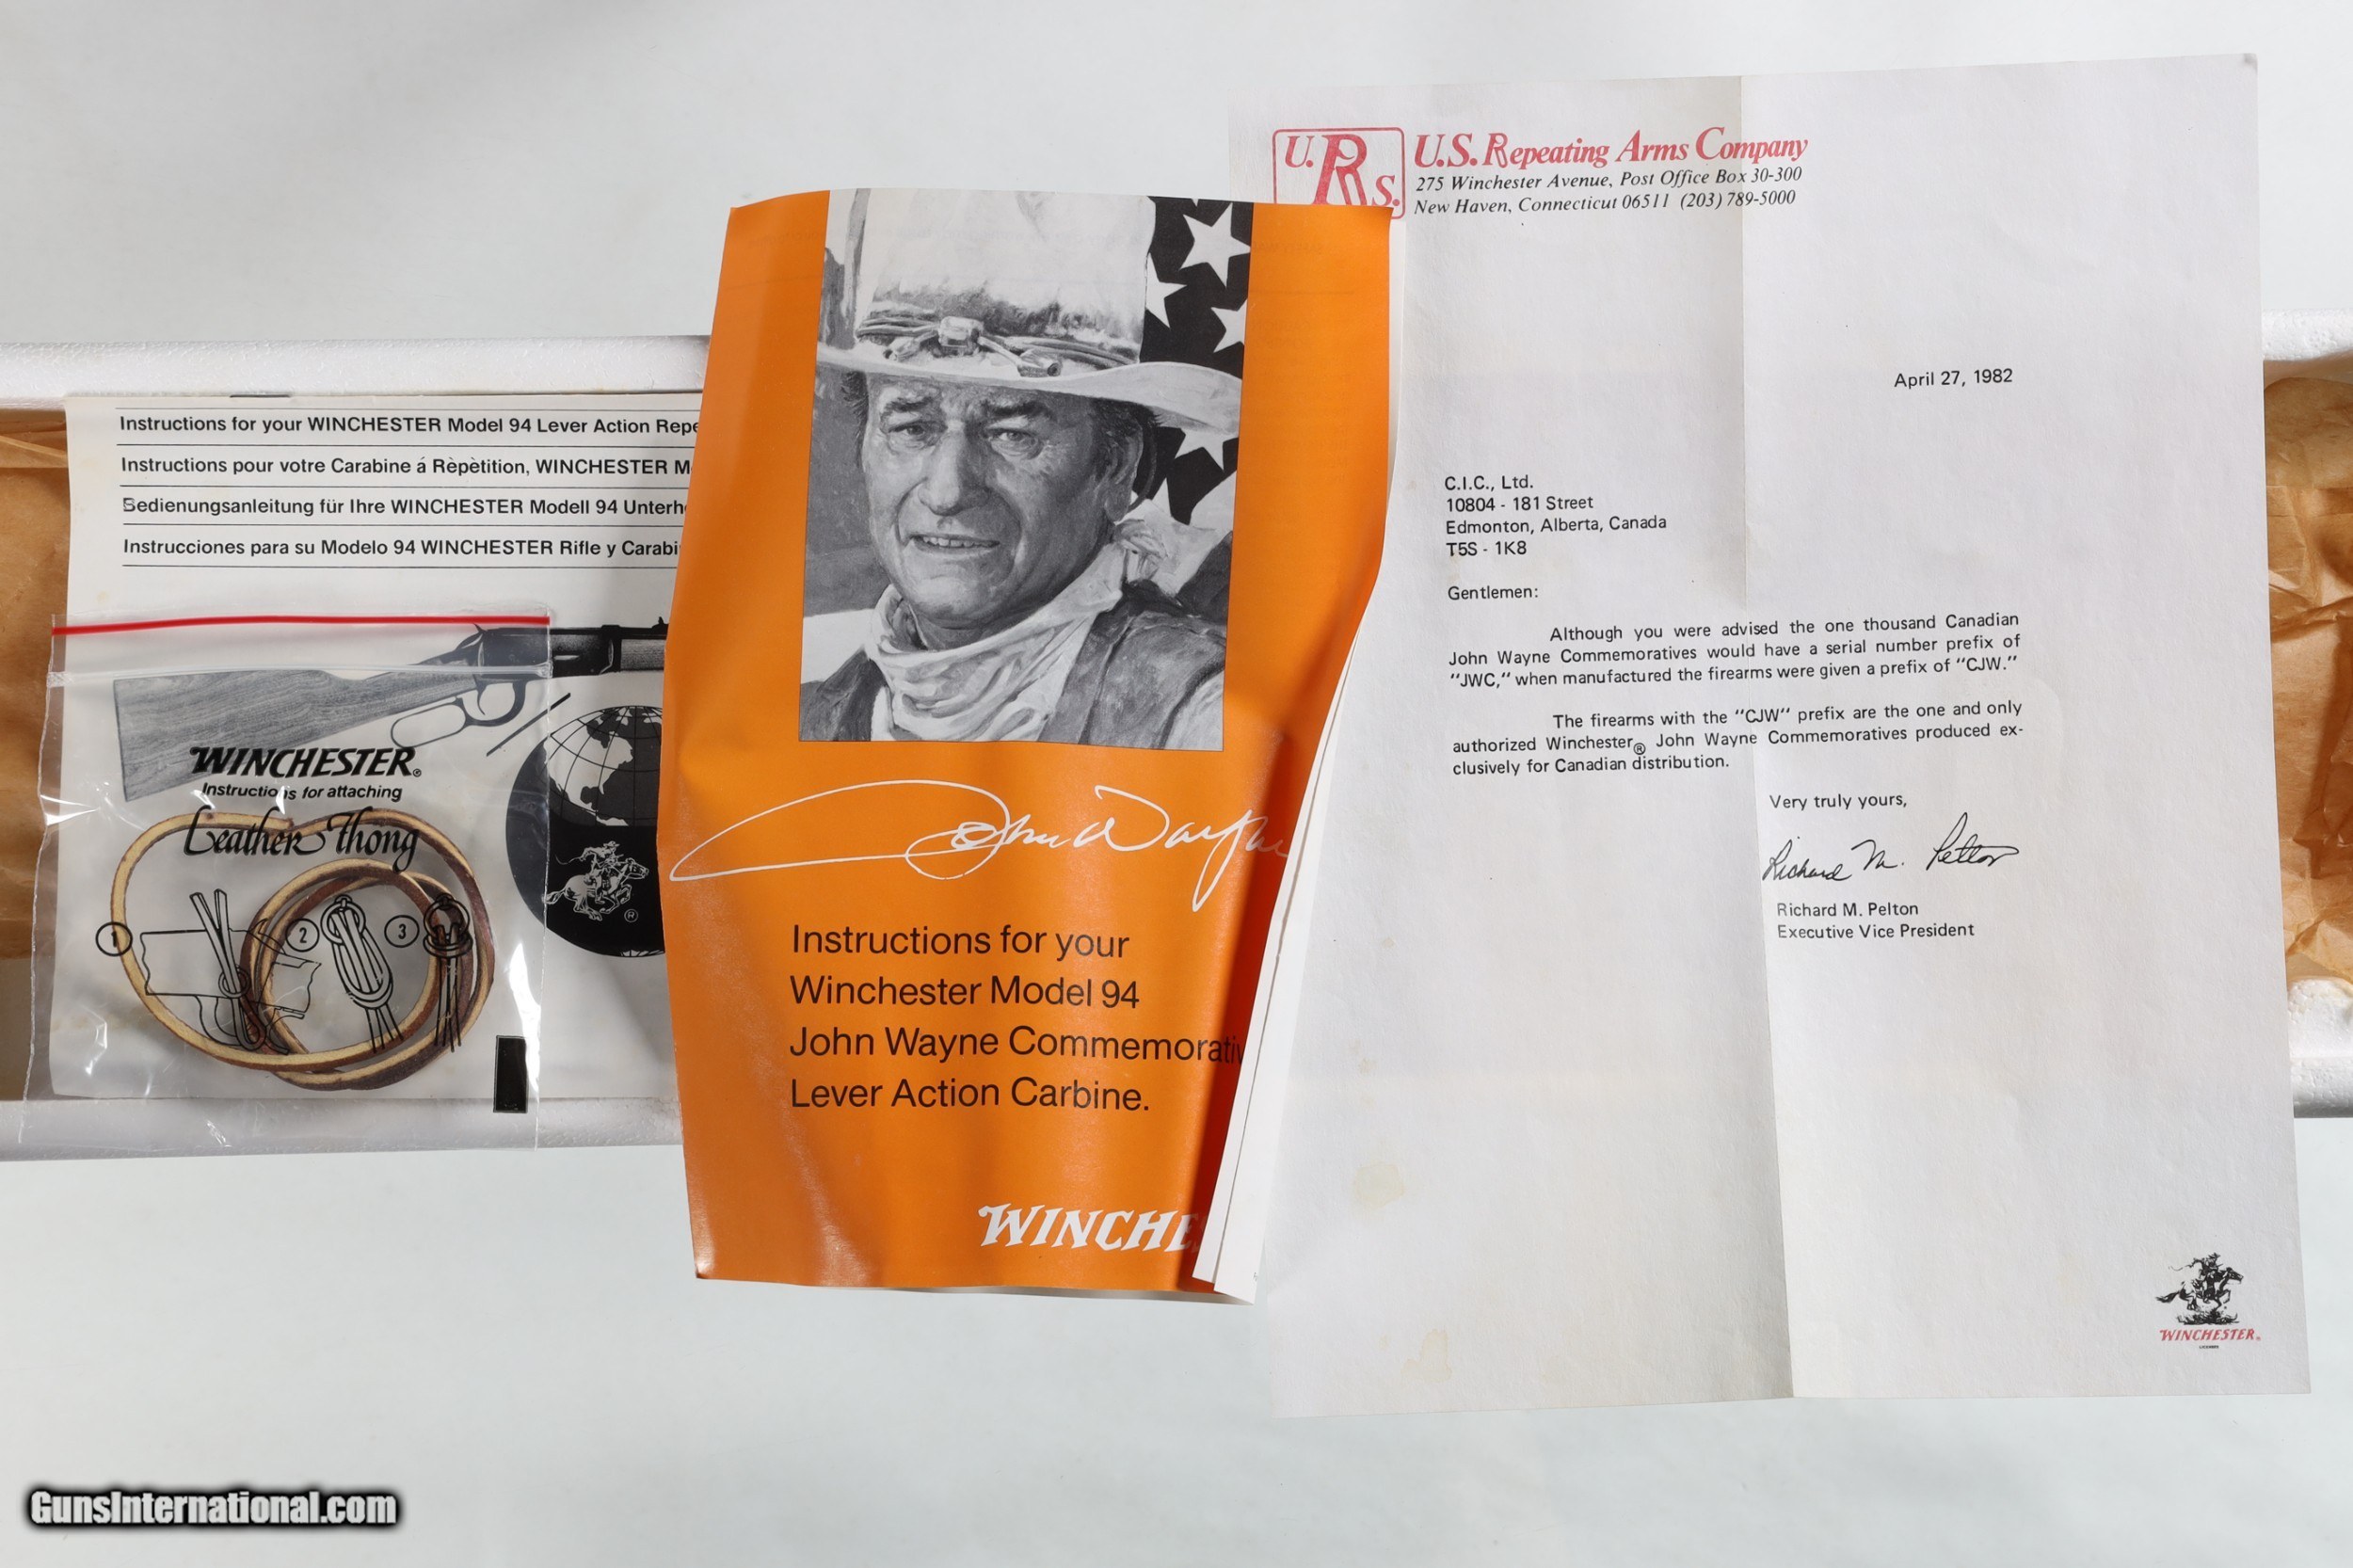 Instructions for your WINCHESTER Model 94 Lever Action
Instructions pour votre Carabine á Rèpètition, WINCHESTER
Bedienungsanleitung für Ihre WINCHESTER Modell 94
Instrucciones para su Modelo 94 WINCHESTER Rifle y
WINCHESTER®
Instructions for attaching
Leather Thong
1
2
3
®
John Wayne
Instructions for your
Winchester Model 94
John Wayne
Lever Action Carbine.
U.R.S.
U.S. Repeating Arms Company
275 Winchester Avenue, Post Office Box 30-300
New Haven, Connecticut 06511 (203) 789-5000
April 27, 1982
C.I.C., Ltd.
10804 - 181 Street
Edmonton, Alberta, Canada
T5S - 1K8
Gentlemen:
Although you were advised the one thousand Canadian
John Wayne Commemoratives would have a serial number prefix of
"JWC," when manufactured the firearms were given a prefix of "CJW."
The firearms with the "CJW" prefix are the one and only
authorized Winchester® John Wayne Commemoratives produced ex-
clusively for Canadian distribution.
Very truly yours,
Richard M. Pelton
Richard M. Pelton
Executive Vice President
WINCHESTER®
GunsInternational.com